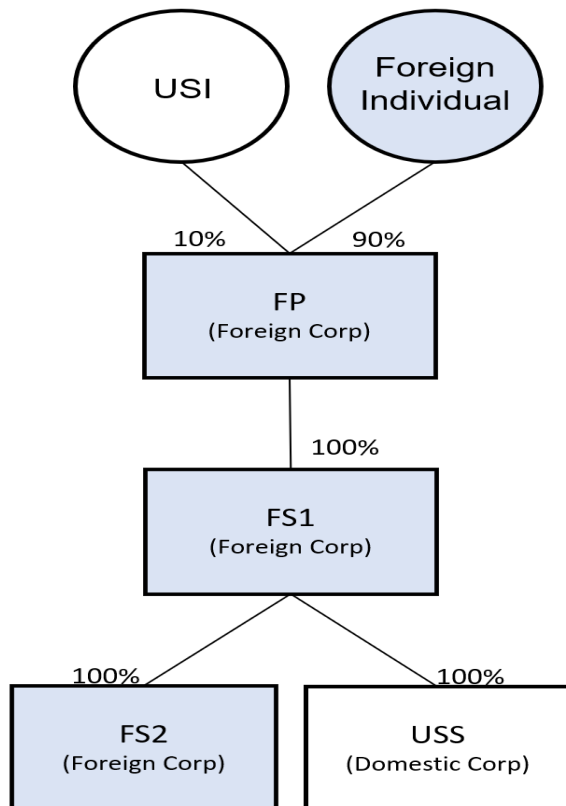 USI
Foreign
Individual
10%
90%
FP
(Foreign Corp)
100%
FS1
(Foreign Corp)
100%
100%
FS2
(Foreign Corp)
USS
(Domestic Corp)